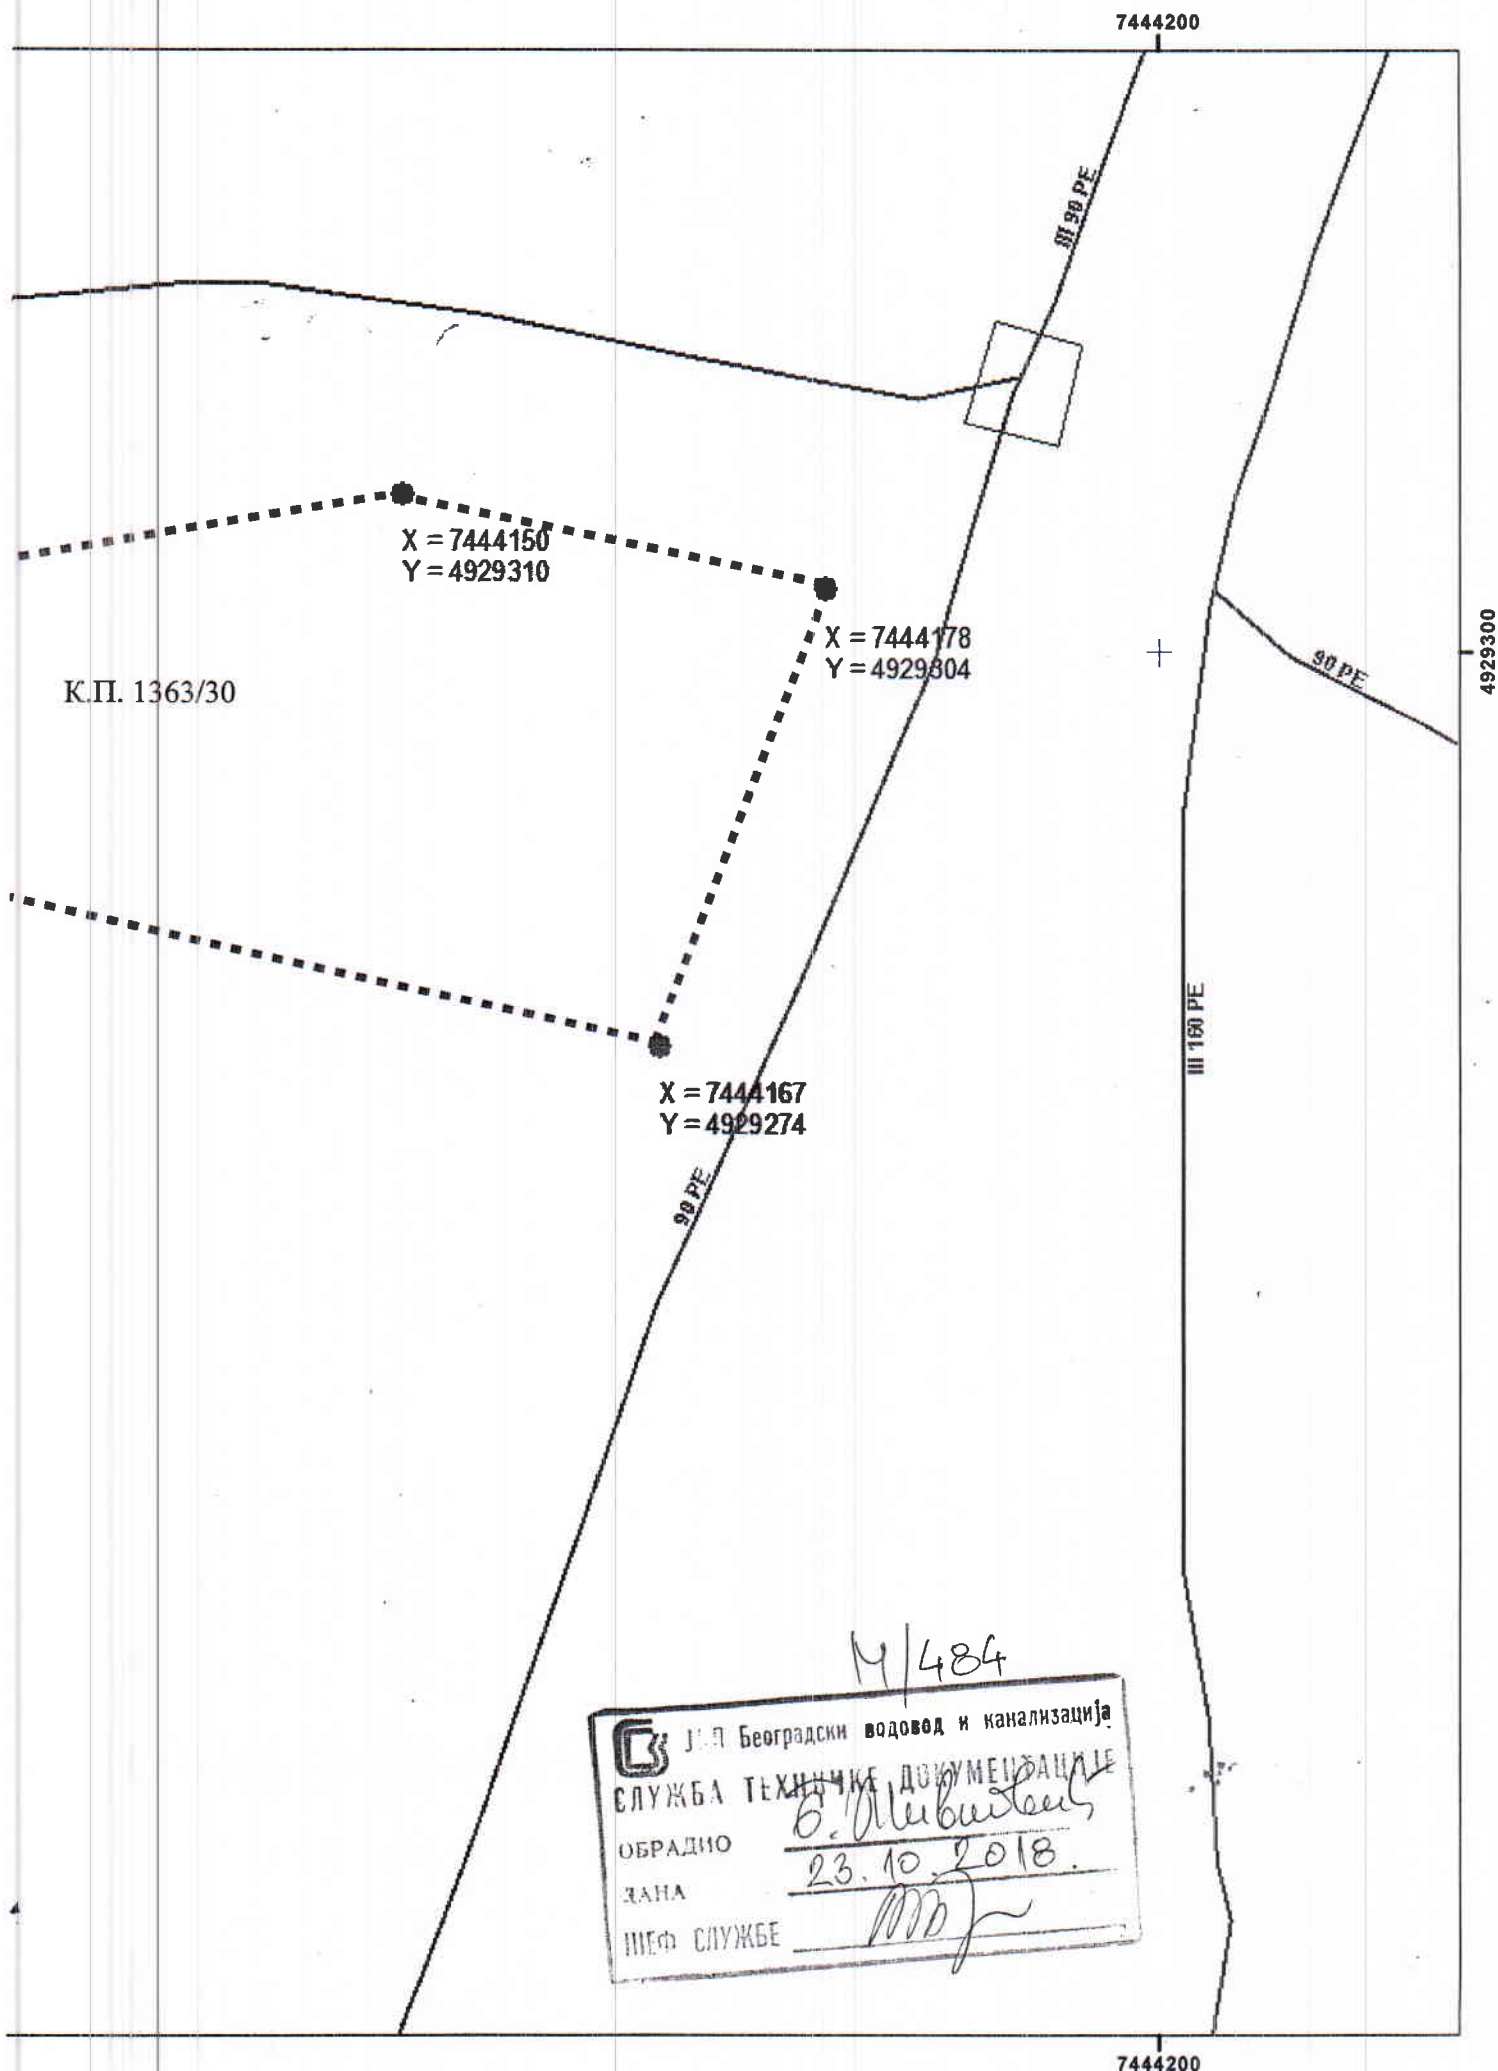 7444200
III 90 PE
X = 7444150
Y = 4929310
X = 7444178
Y = 4929304
4929300
90 PE
К.П. 1363/30
III 160 PE
X = 7444167
Y = 4929274
90 PE
М/484
Београдски водовод и канализација
СЛУЖБА ТЕХНИЧКЕ ДОКУМЕНТАЦИЈЕ
ОБРАДИО
ДАНА 23.10.2018.
ШЕФ СЛУЖБЕ
7444200